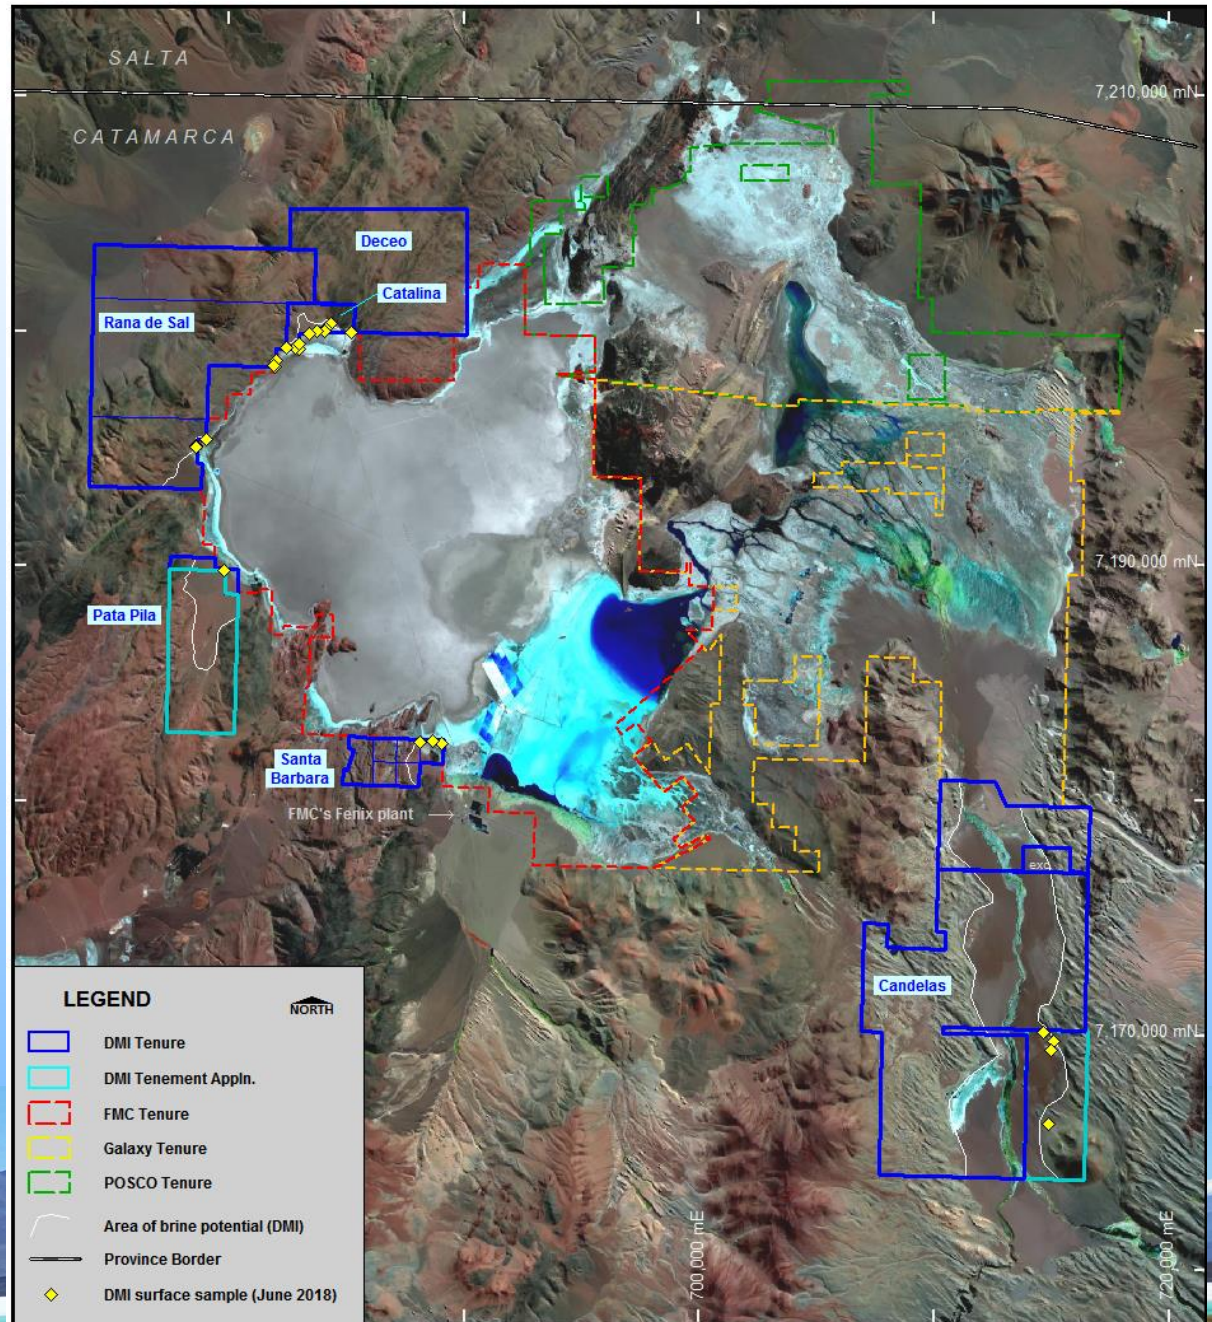 SALTA
7,210,000 mN
CATAMARCA
Deceo
Catalina
Rana de Sal
7,190,000 mN
Pata Pila
Santa
Barbara
FMC's Fenix plant
exc
Candelas
LEGEND
NORTH
7,170,000 mN
DMI Tenure
DMI Tenement Appln.
FMC Tenure
Galaxy Tenure
POSCO Tenure
Area of brine potential (DMI)
Province Border
DMI surface sample (June 2018)
700,000 mE
720,000 mE